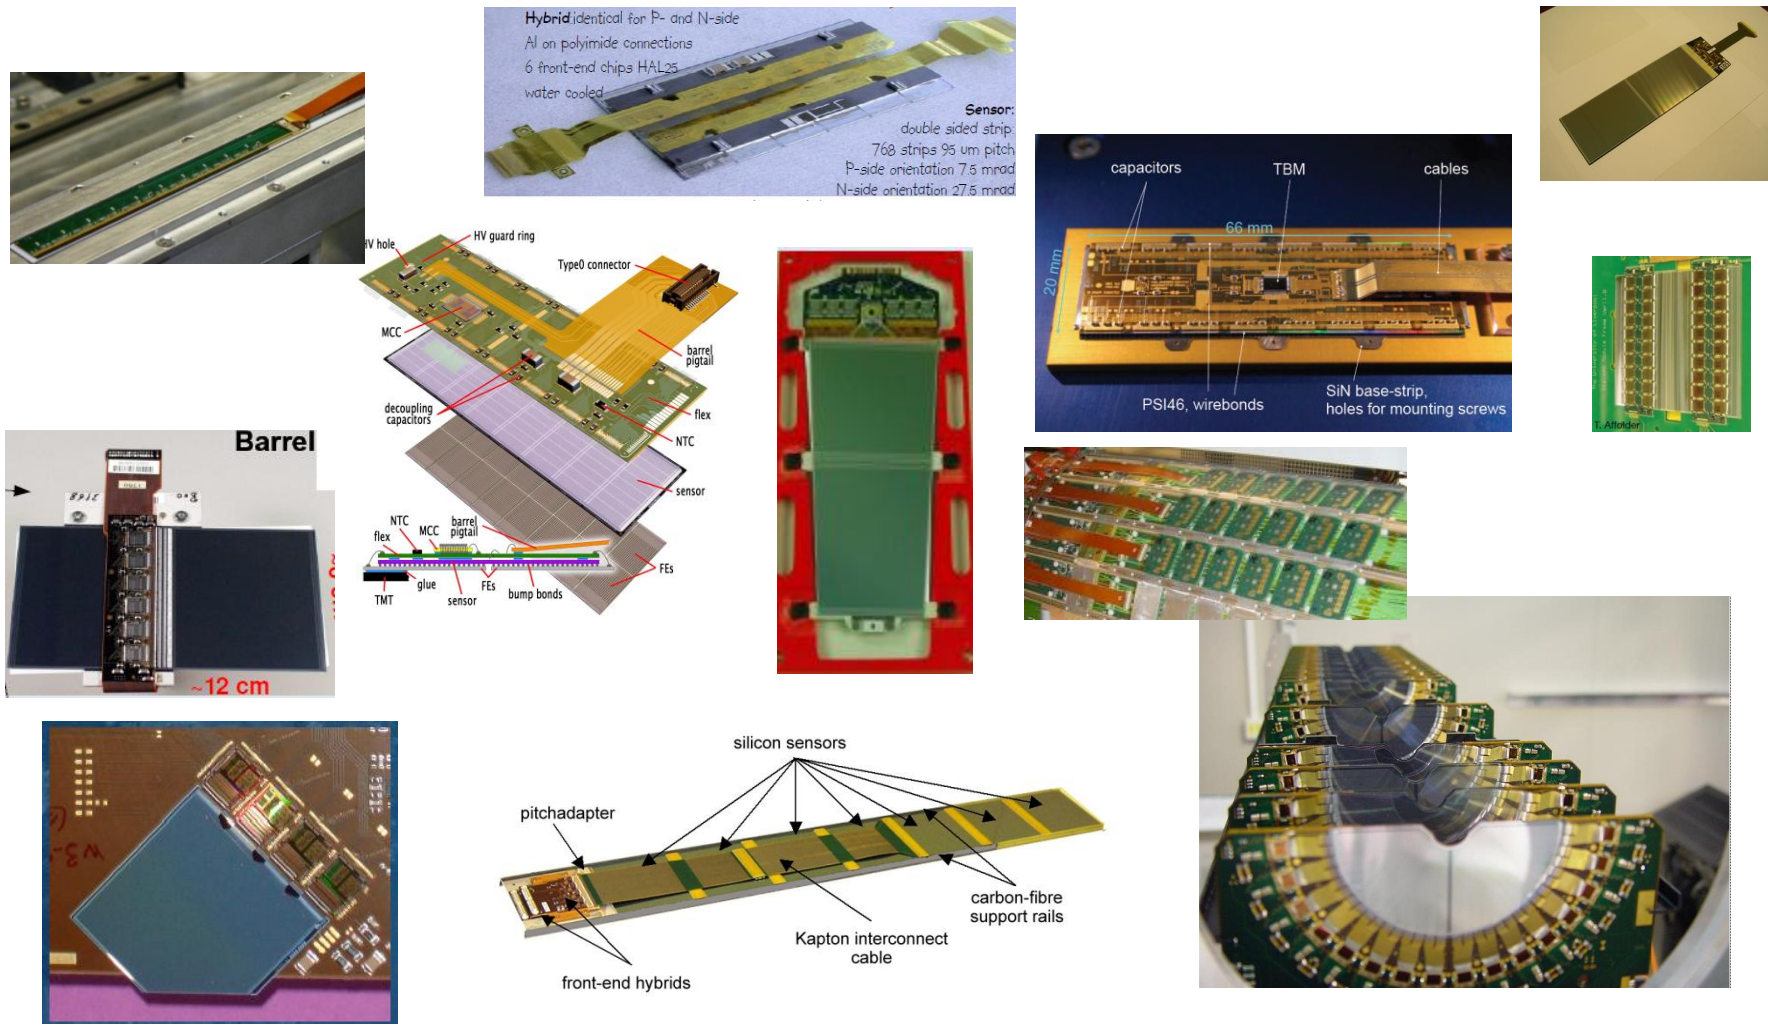 Hybrid:identical for P- and N-side
Al on polyimide connections
6 front-end chips HAL25
water cooled
Sensor:
double sided strip:
768 strips 95 um pitch
P-side orientation 7.5 mrad
N-side orientation 27.5 mrad
capacitors
TBM
cables
66 mm
20 mm
PSI46, wirebonds
SiN base-strip,
holes for mounting screws
HV hole
HV guard ring
Type0 connector
MCC
barrel
pigtail
decoupling
capacitors
flex
NTC
sensor
NTC
MCC
barrel
pigtail
flex
FEs
glue
FEs
TMT
sensor
bump bonds
T. Affolder
Barrel
~12 cm
silicon sensors
pitchadapter
carbon-fibre
support rails
Kapton interconnect
cable
front-end hybrids